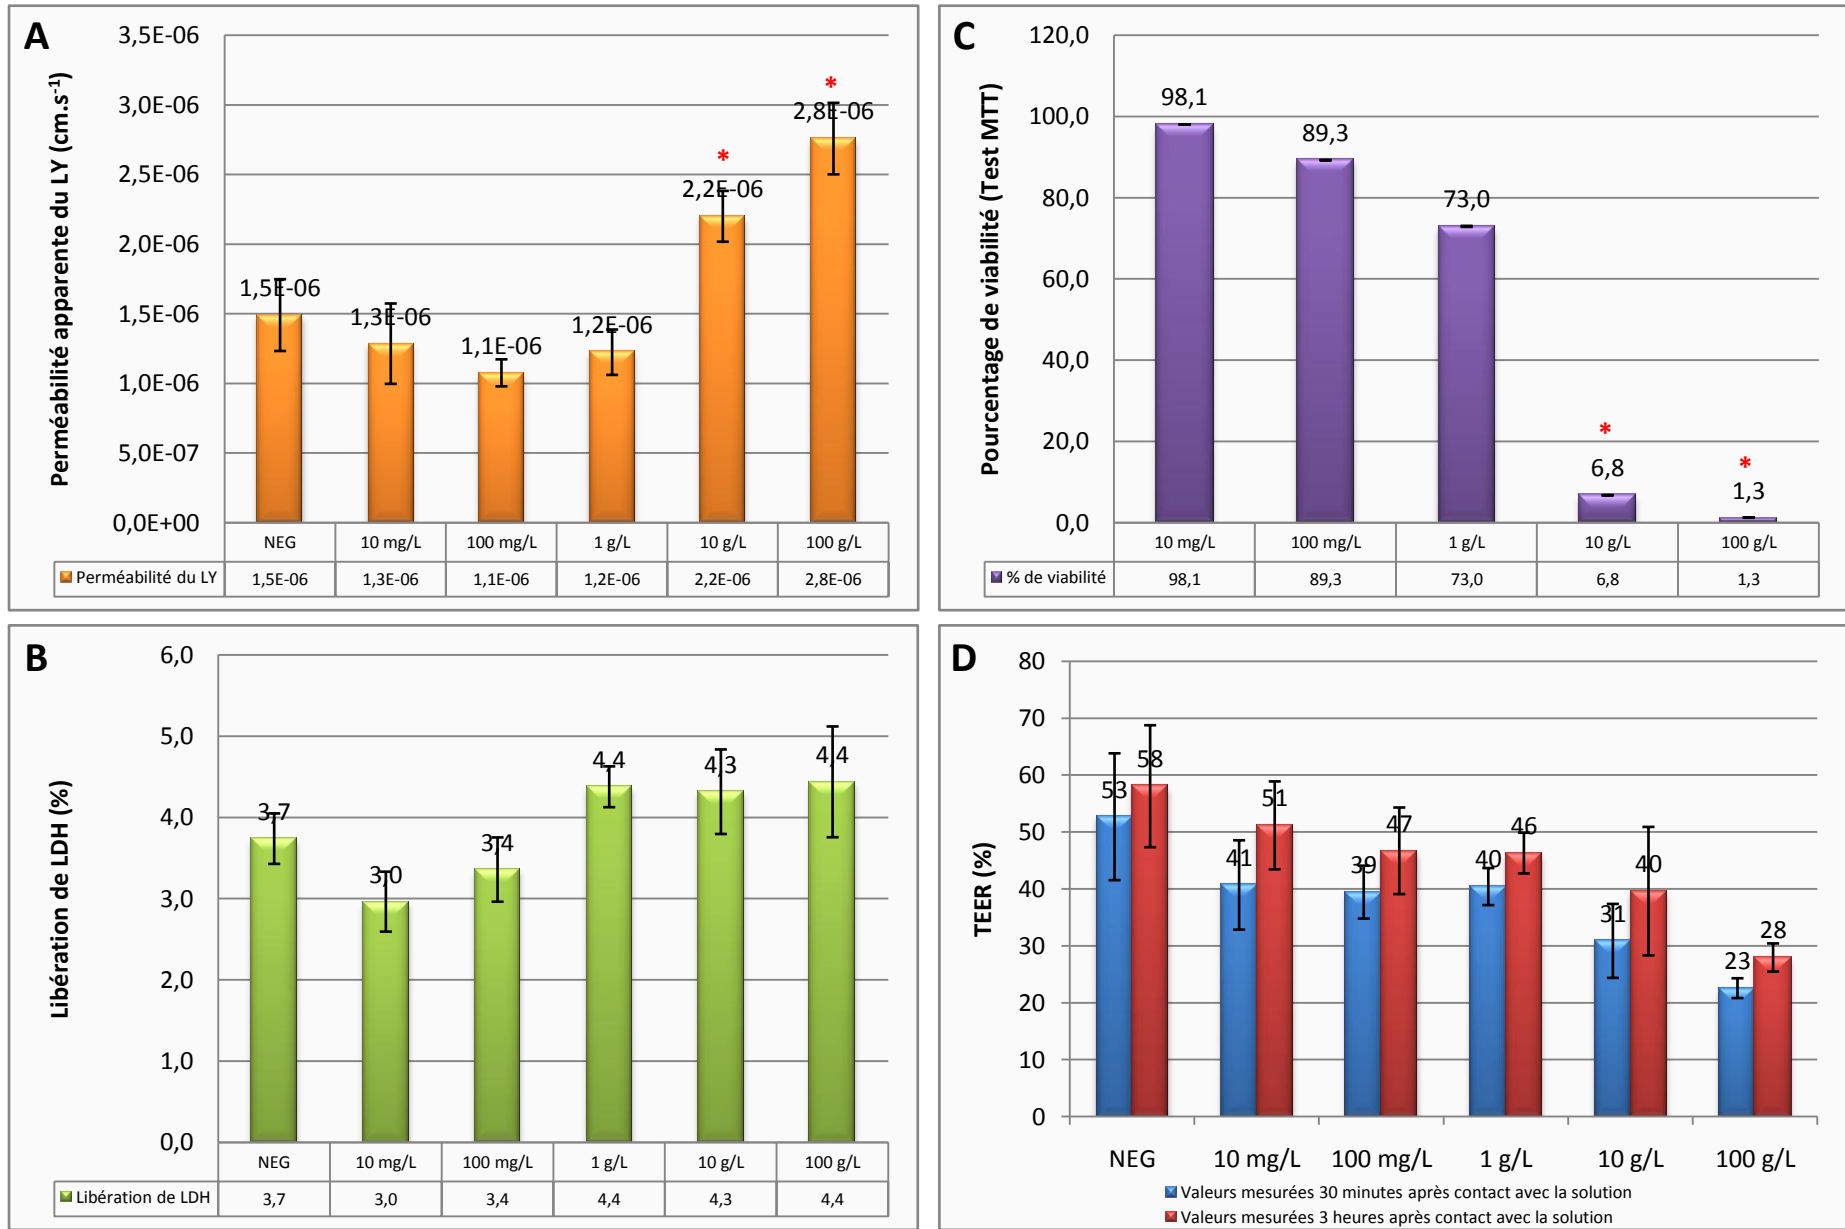 A
Perméabilité apparente du LY (cm.s-1)
3,5E-06
3,0E-06
2,5E-06
2,0E-06
1,5E-06
1,0E-06
5,0E-07
0,0E+00
1,5E-06
1,3E-06
1,1E-06
1,2E-06
2,2E-06
2,8E-06
*
*
NEG 10 mg/L 100 mg/L 1 g/L 10 g/L 100 g/L
Perméabilité du LY 1,5E-06 1,3E-06 1,1E-06 1,2E-06 2,2E-06 2,8E-06
C
Pourcentage de viabilité (Test MTT)
120,0
100,0
80,0
60,0
40,0
20,0
0,0
98,1
89,3
73,0
6,8
1,3
*
*
10 mg/L 100 mg/L 1 g/L 10 g/L 100 g/L
% de viabilité 98,1 89,3 73,0 6,8 1,3
B
Libération de LDH (%)
6,0
5,0
4,0
3,0
2,0
1,0
0,0
3,7
3,0
3,4
4,4
4,3
4,4
NEG 10 mg/L 100 mg/L 1 g/L 10 g/L 100 g/L
Libération de LDH 3,7 3,0 3,4 4,4 4,3 4,4
D
TEER (%)
80
70
60
50
40
30
20
10
0
53 58
41 51
39 47
40 46
31 40
23 28
NEG 10 mg/L 100 mg/L 1 g/L 10 g/L 100 g/L
Valeurs mesurées 30 minutes après contact avec la solution
Valeurs mesurées 3 heures après contact avec la solution